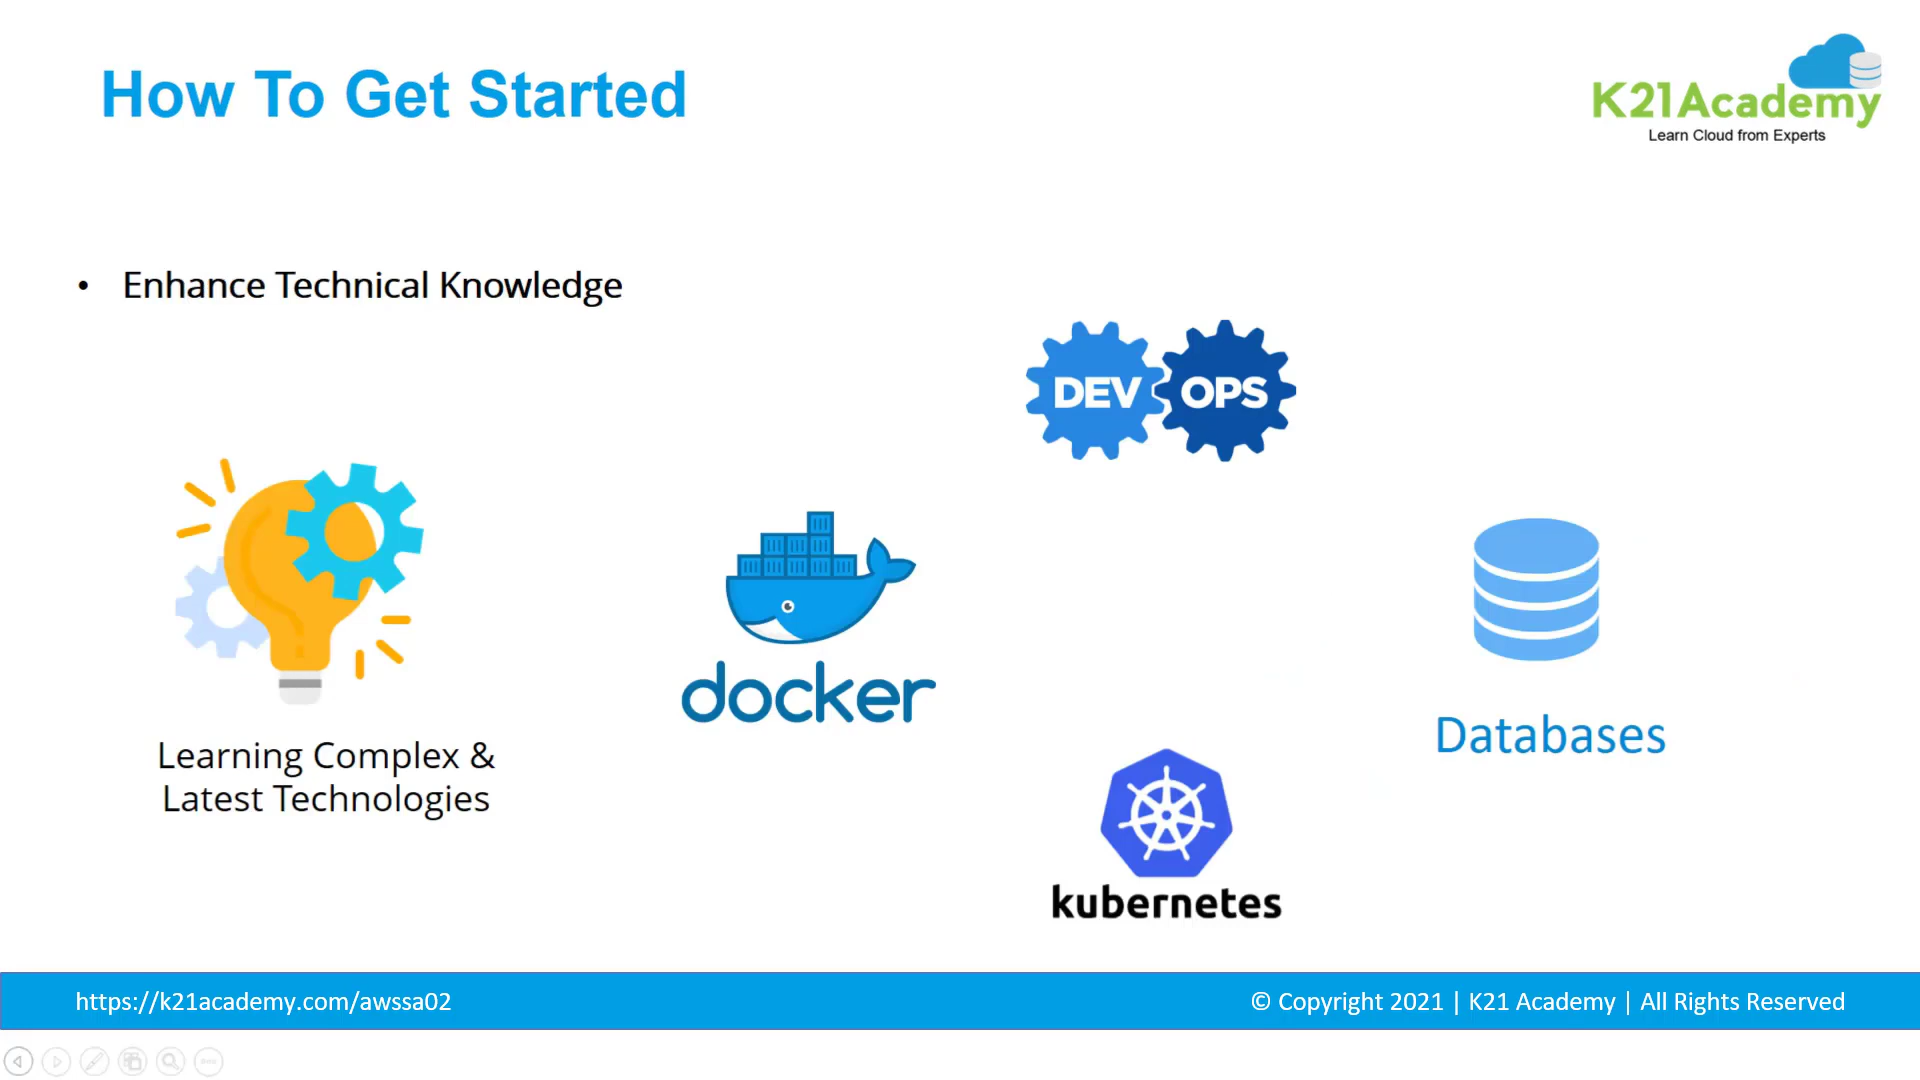 How To Get Started
K21Academy
Learn Cloud from Experts
• Enhance Technical Knowledge
DEV OPS
docker
Databases
Learning Complex &
Latest Technologies
kubernetes
https://k21academy.com/awssa02
© Copyright 2021 | K21 Academy | All Rights Reserved